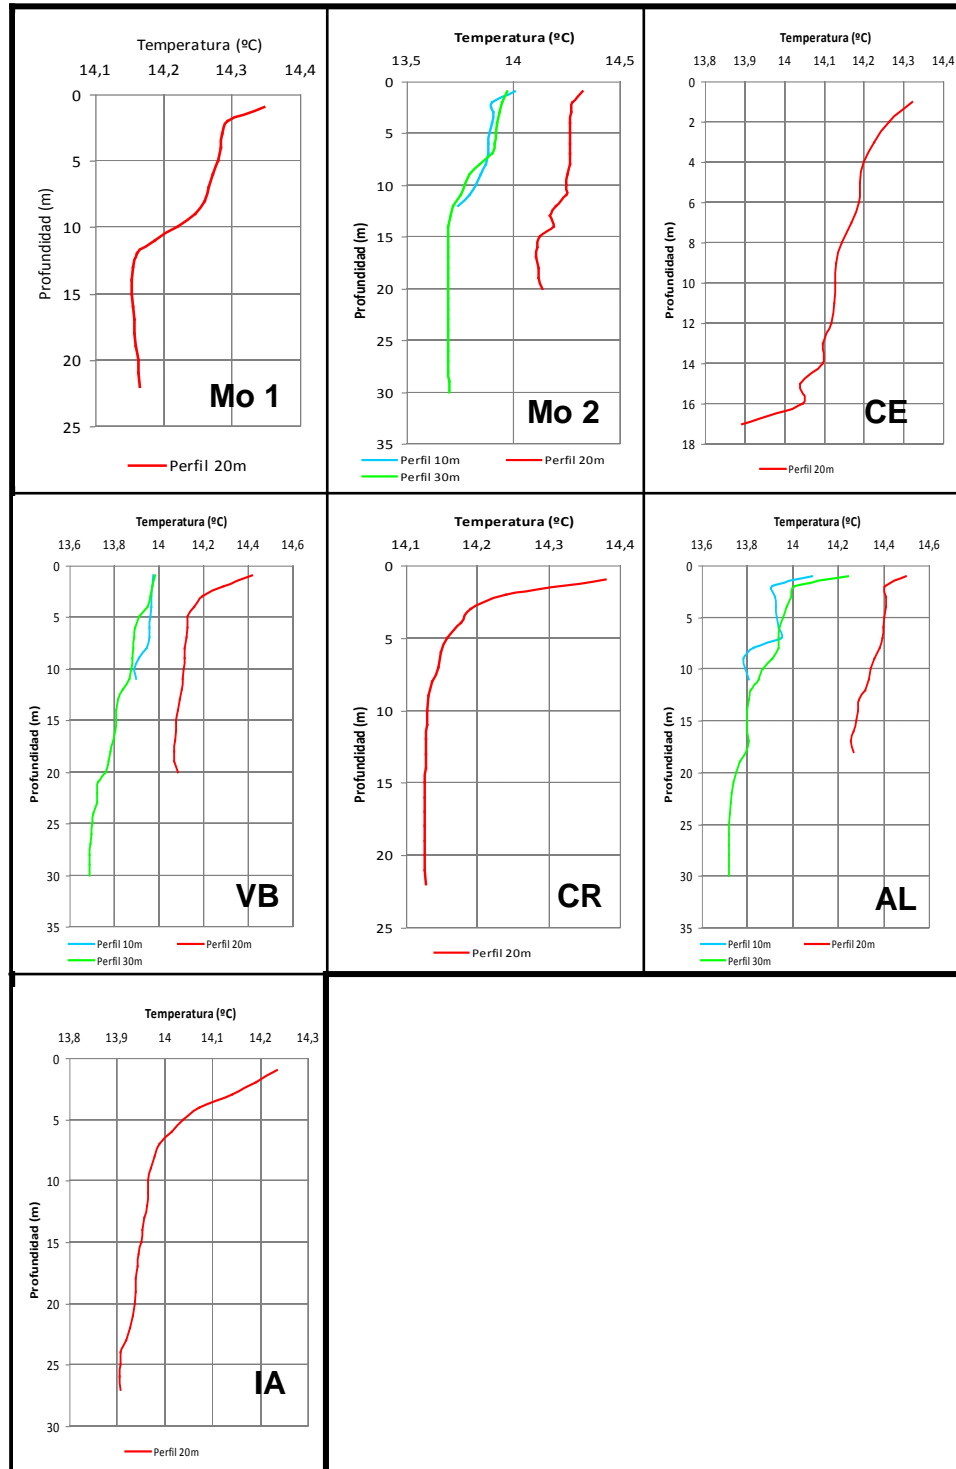 Temperatura (ºC)
14,1 14,2 14,3 14,4
0
5
10
15
20
25
Profundidad (m)
Mo 1
Perfil 20m
Temperatura (ºC)
13,5 14 14,5
0
5
10
15
20
25
30
35
Profundidad (m)
Mo 2
Perfil 10m Perfil 20m
Perfil 30m
Temperatura (ºC)
13,8 13,9 14,0 14,1 14,2 14,3 14,4
0
2
4
6
8
10
12
14
16
18
Profundidad (m)
CE
Perfil 20m
Temperatura (ºC)
13,6 13,8 14 14,2 14,4 14,6
0
5
10
15
20
25
30
35
Profundidad (m)
VB
Perfil 10m Perfil 20m
Perfil 30m
Temperatura (ºC)
14,1 14,2 14,3 14,4
0
5
10
15
20
25
Profundidad (m)
CR
Perfil 20m
Temperatura (ºC)
13,6 13,8 14 14,2 14,4 14,6
0
5
10
15
20
25
30
35
Profundidad (m)
AL
Perfil 10m Perfil 20m
Perfil 30m
Temperatura (ºC)
13,8 13,9 14 14,1 14,2 14,3
0
5
10
15
20
25
30
Profundidad (m)
IA
Perfil 20m